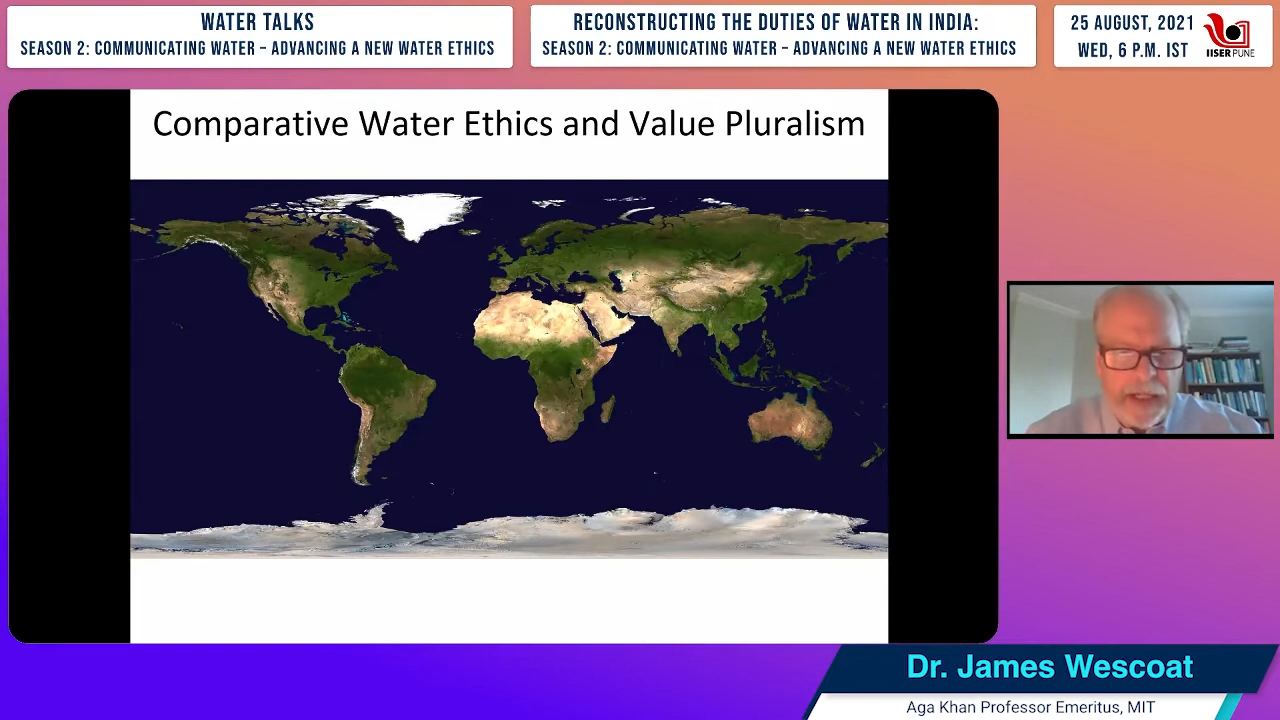 WATER TALKS
SEASON 2: COMMUNICATING WATER – ADVANCING A NEW WATER ETHICS
RECONSTRUCTING THE DUTIES OF WATER IN INDIA:
SEASON 2: COMMUNICATING WATER – ADVANCING A NEW WATER ETHICS
25 AUGUST, 2021
WED, 6 P.M. IST
IISER PUNE
Comparative Water Ethics and Value Pluralism
Dr. James Wescoat
Aga Khan Professor Emeritus, MIT